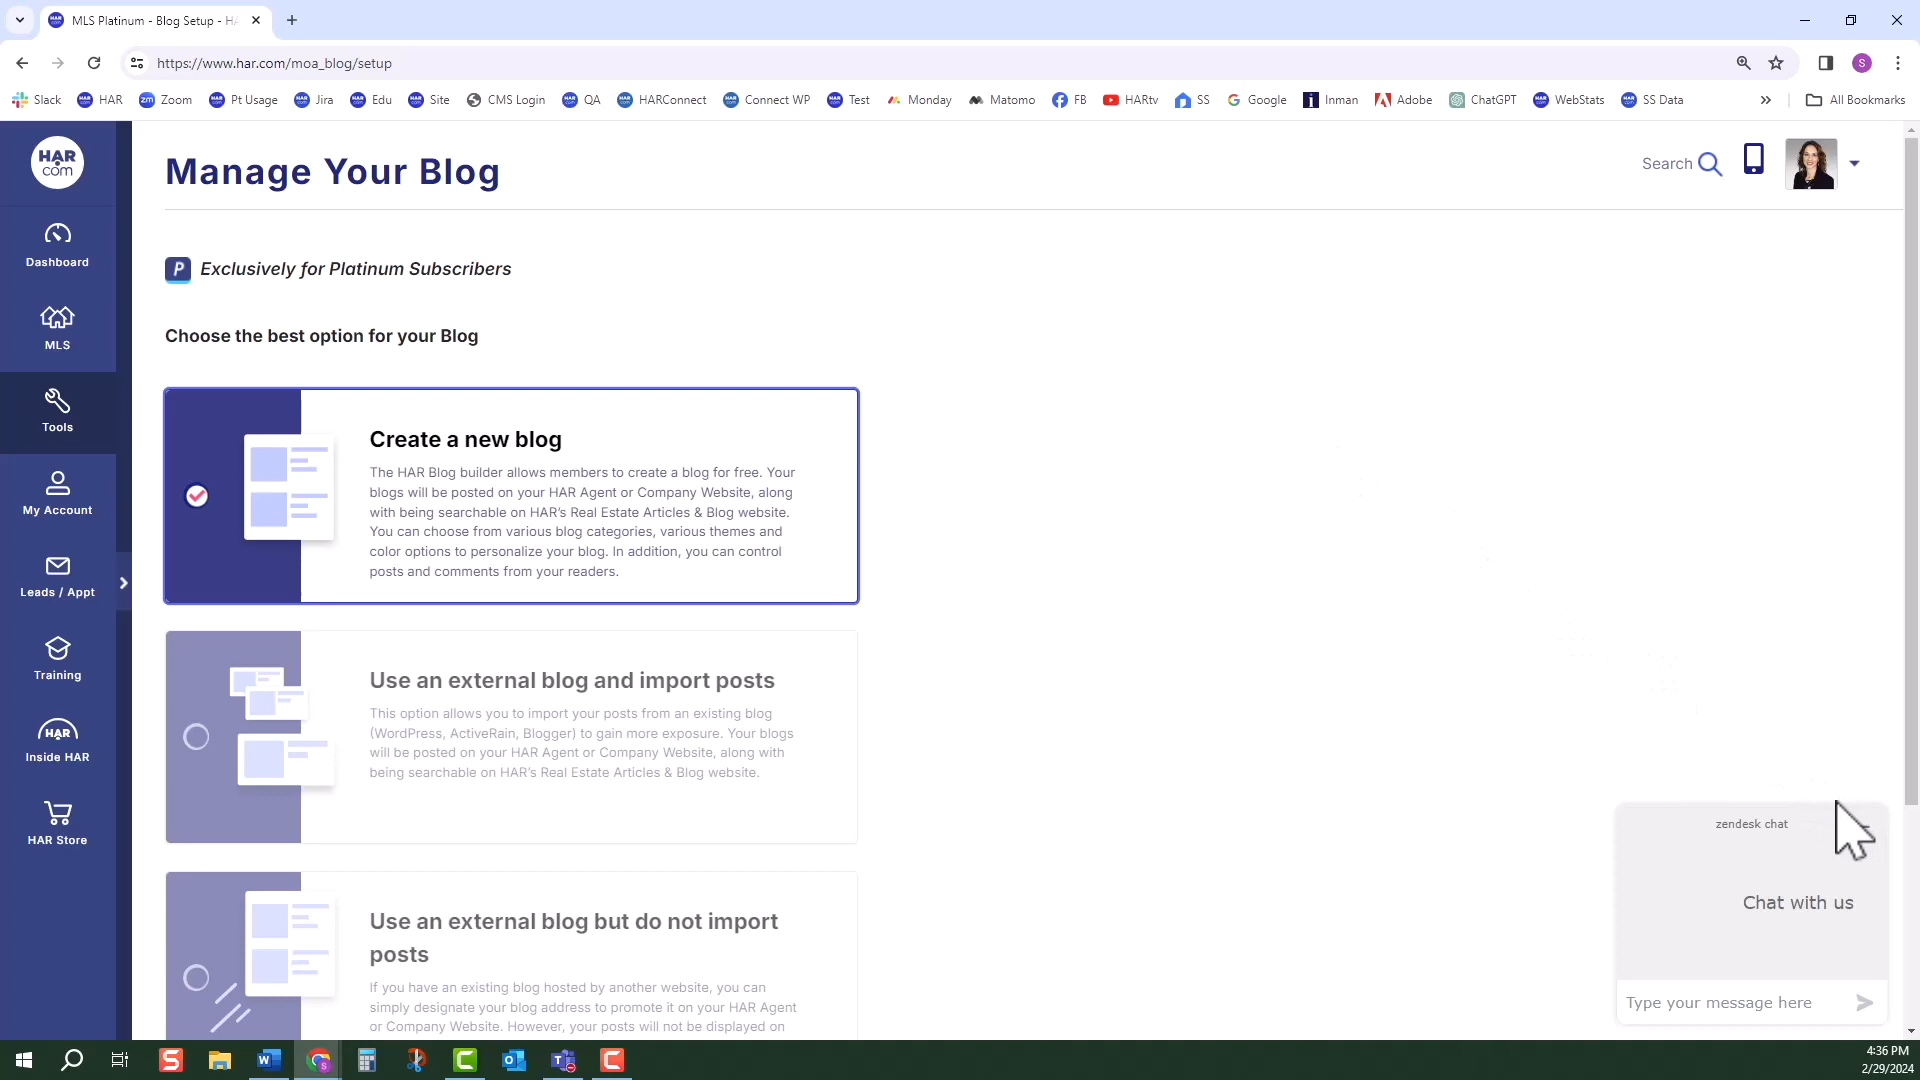 MLS Platinum - Blog Setup - HA
https://www.har.com/moa_blog/setup
Slack HAR Zoom Pt Usage Jira Edu Site CMS Login QA HARConnect Connect WP Test Monday Matomo FB HARtv SS Google Inman Adobe ChatGPT WebStats SS Data » All Bookmarks
HAR
com
Manage Your Blog
Search
Dashboard
P Exclusively for Platinum Subscribers
MLS
Choose the best option for your Blog
Tools
Create a new blog
The HAR Blog builder allows members to create a blog for free. Your
blogs will be posted on your HAR Agent or Company Website, along
with being searchable on HAR's Real Estate Articles & Blog website.
You can choose from various blog categories, various themes and
color options to personalize your blog. In addition, you can control
posts and comments from your readers.
My Account
Leads / Appt
Training
HAR
Inside HAR
HAR Store
Use an external blog and import posts
This option allows you to import your posts from an existing blog
(WordPress, ActiveRain, Blogger) to gain more exposure. Your blogs
will be posted on your HAR Agent or Company Website, along with
being searchable on HAR's Real Estate Articles & Blog website.
Use an external blog but do not import
posts
If you have an existing blog hosted by another website, you can
simply designate your blog address to promote it on your HAR Agent
or Company Website. However, your posts will not be displayed on
zendesk chat
Chat with us
Type your message here
4:36 PM
2/29/2024